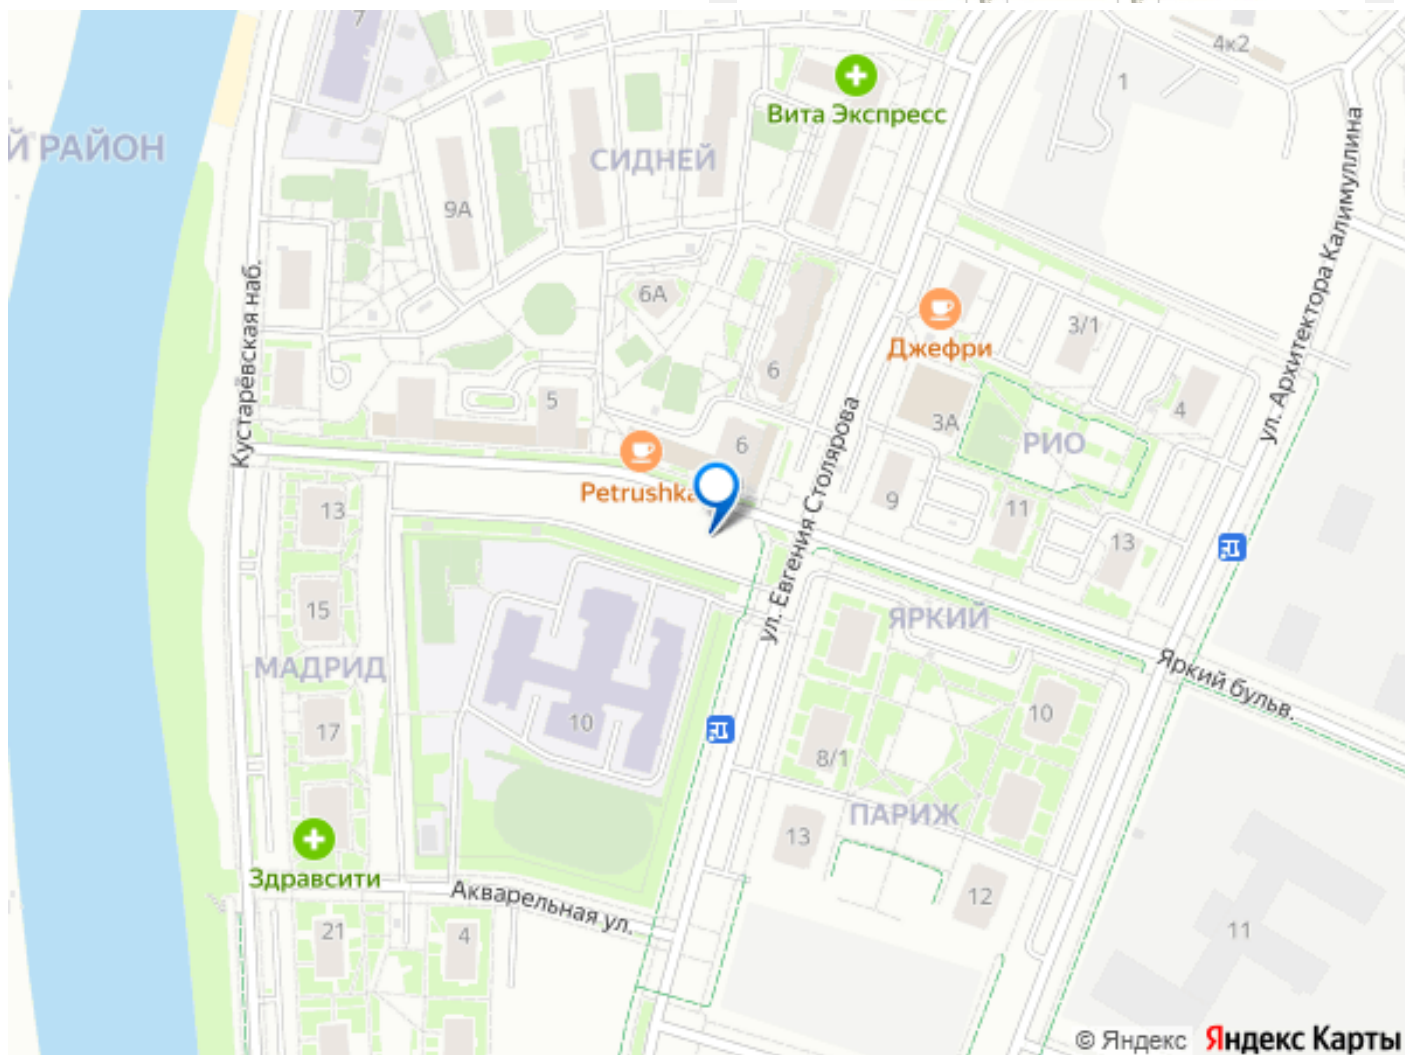 7
4к2
1
Вита Экспресс
Й РАЙОН
СИДНЕЙ
9А
ул. Архитектора Калимуллина
Кустарёвская наб.
6А
Джефри
3/1
6
5
4
3А
РИО
6
Petrushka
9
11
13
13
ул. Евгения Столярова
15
ЯРКИЙ
МАДРИД
Яркий бульв.
17
10
10
8/1
ПАРИЖ
13
Здравсити
Акварельная ул.
12
21
4
11
© Яндекс Яндекс Карты